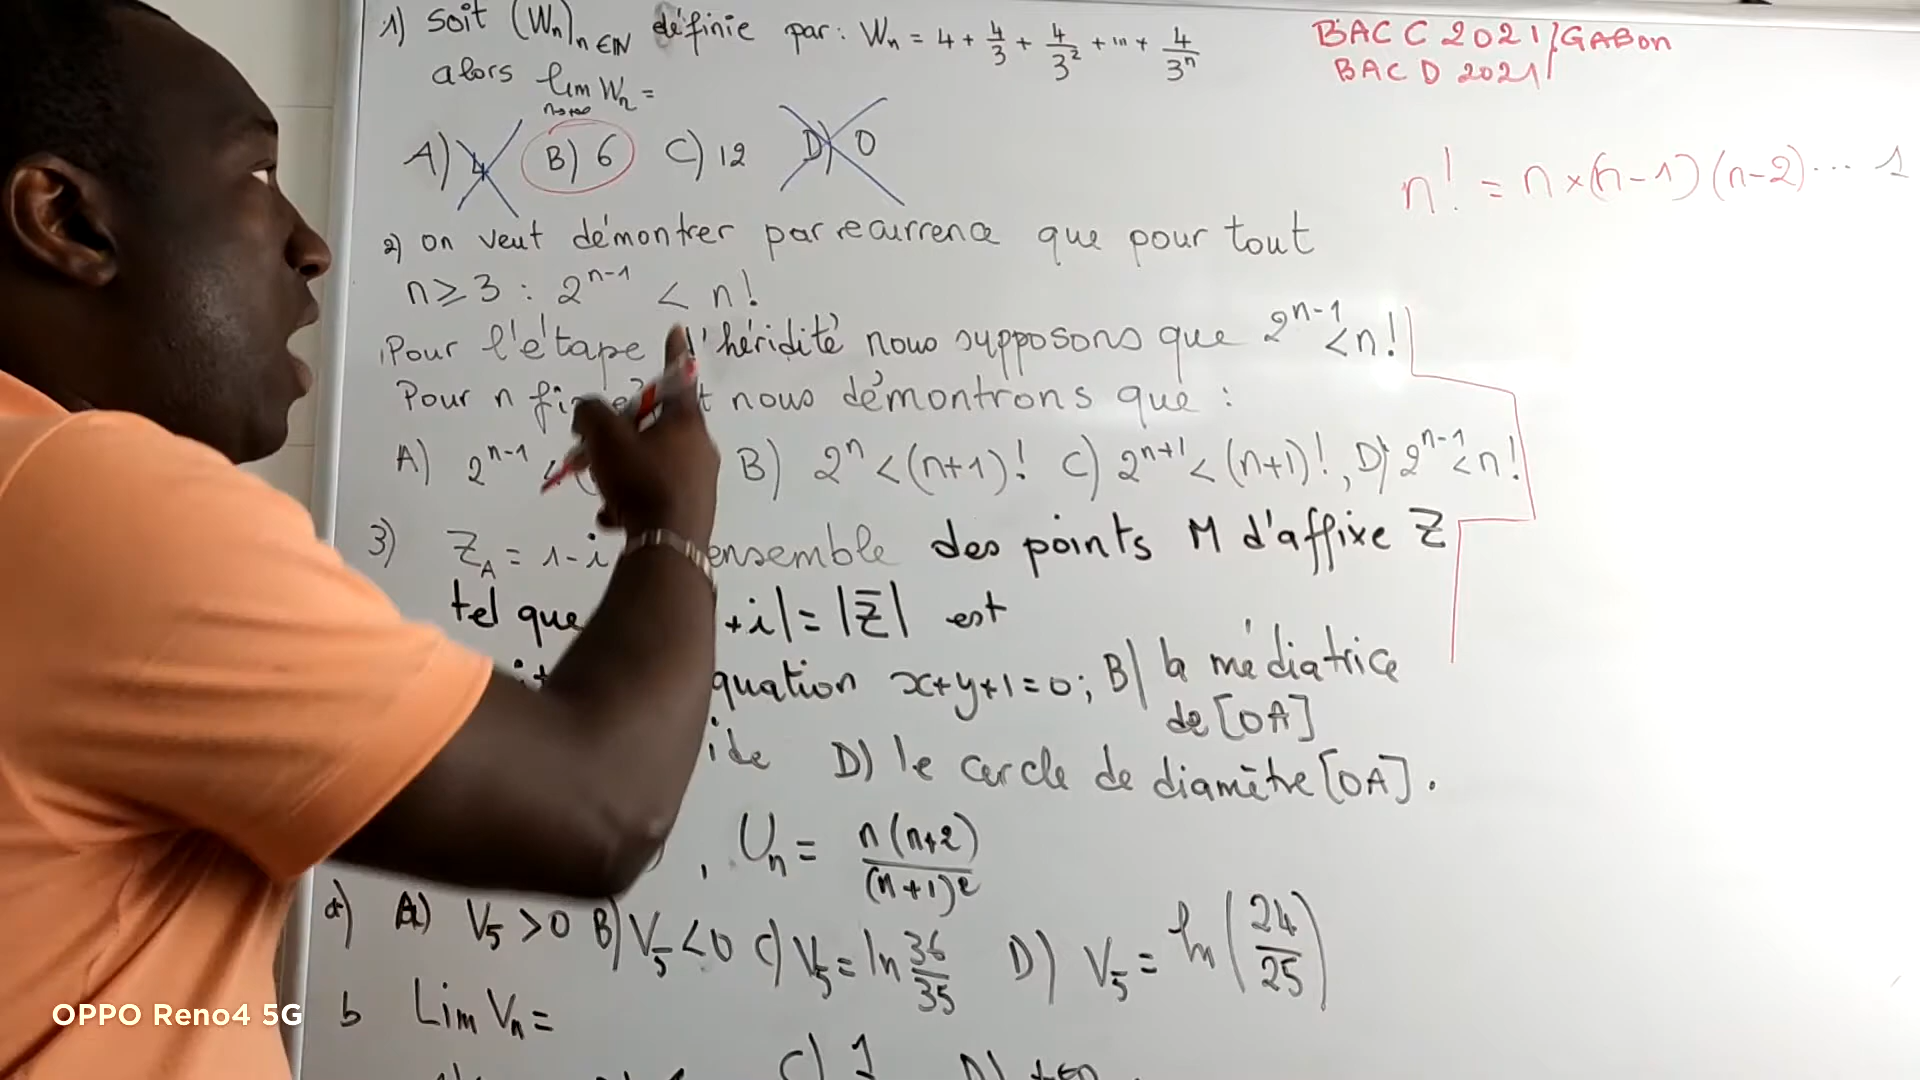 1) Soit (Wn)n∈IN définie par: Wn = 4 + 4/3 + 4/3² + ... + 4/3ⁿ
alors lim Wn =
n→+∞
A) 4 B) 6 C) 12 D) 0
2) On veut démontrer par recurrence que pour tout
n ≥ 3 : 2ⁿ⁻¹ < n!
Pour l'étape d'héridité nous supposons que 2ⁿ⁻¹ < n!
Pour n nous démontrons que :
A) 2ⁿ⁻¹ < B) 2ⁿ < (n+1)! C) 2ⁿ⁺¹ < (n+1)!, D) 2ⁿ⁻¹ < n!
3) Z_A = 1-i ensemble des points M d'affixe Z
tel que +i| = |Z̅| est
quation x+y+1=0; B) la médiatrice
de [OA]
ide D) le cercle de diamètre [OA].
, Un = n(n+2)/(n+1)²
a) A) V₅ > 0 B) V₅ < 0 C) V₅ = ln 36/35 D) V₅ = ln(24/25)
b Lim Vn =
C) 1 D) +∞
BAC C 2021 / GABON
BAC D 2021
n! = n×(n-1)(n-2)... 1
OPPO Reno4 5G